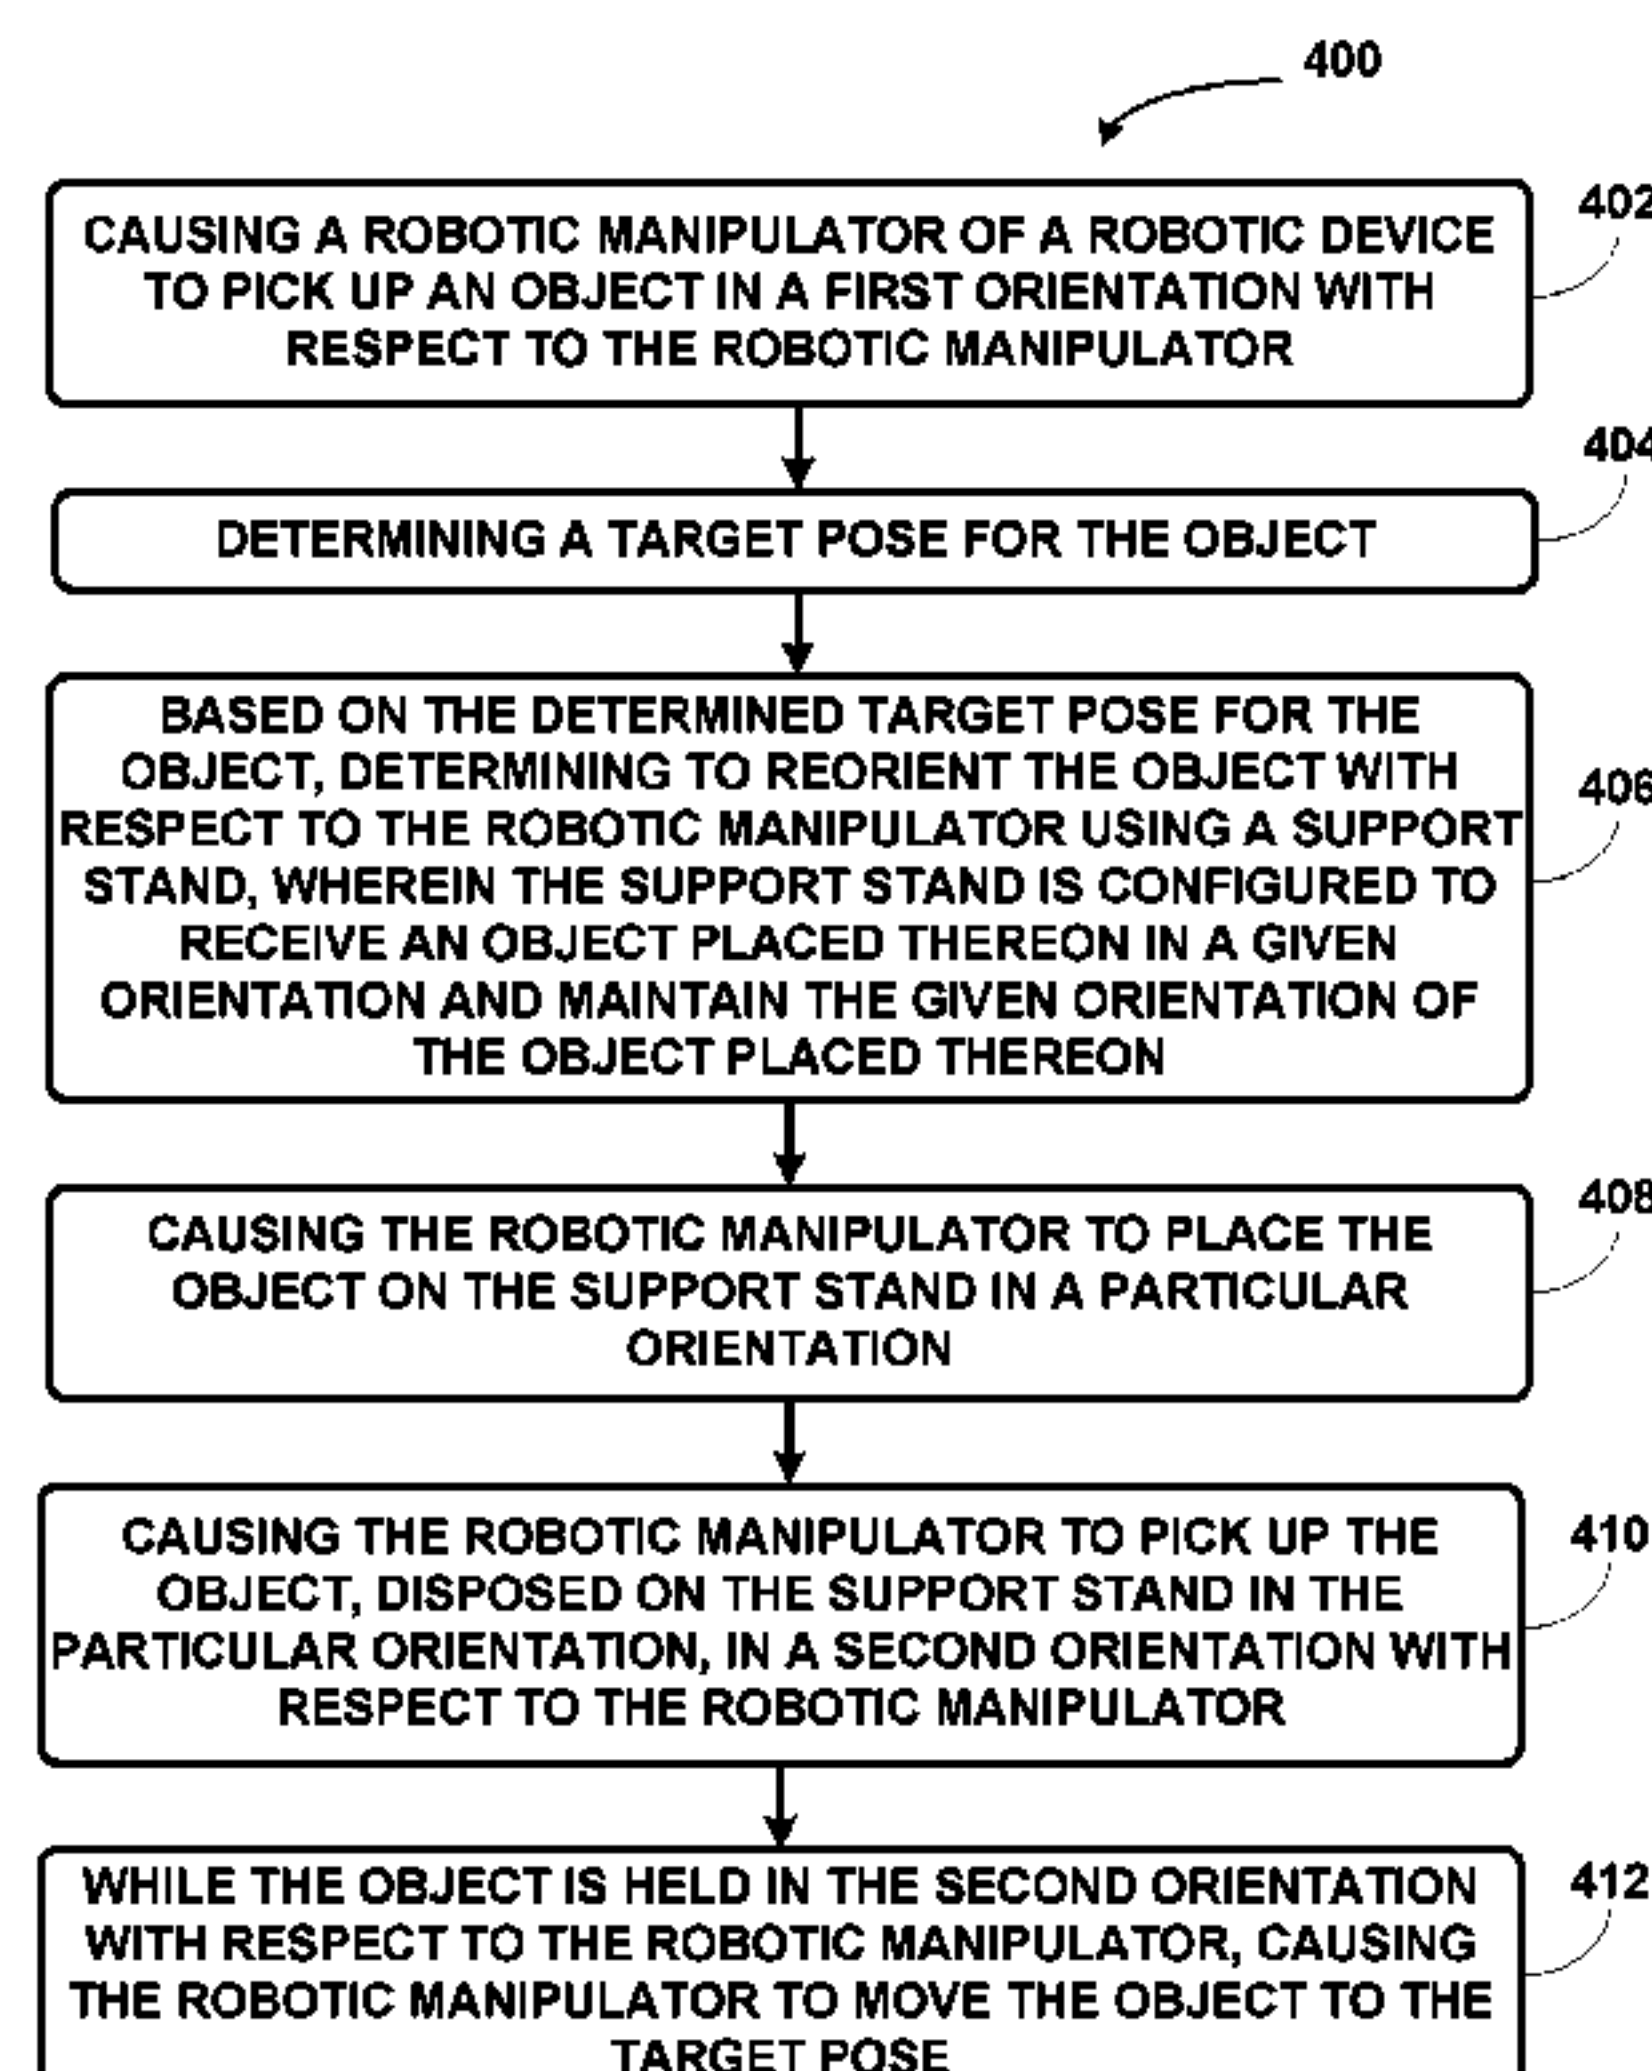 400
402
CAUSING A ROBOTIC MANIPULATOR OF A ROBOTIC DEVICE
TO PICK UP AN OBJECT IN A FIRST ORIENTATION WITH
RESPECT TO THE ROBOTIC MANIPULATOR
404
DETERMINING A TARGET POSE FOR THE OBJECT
BASED ON THE DETERMINED TARGET POSE FOR THE
OBJECT, DETERMINING TO REORIENT THE OBJECT WITH
406
RESPECT TO THE ROBOTIC MANIPULATOR USING A SUPPORT
STAND, WHEREIN THE SUPPORT STAND IS CONFIGURED TO
RECEIVE AN OBJECT PLACED THEREON IN A GIVEN
ORIENTATION AND MAINTAIN THE GIVEN ORIENTATION OF
THE OBJECT PLACED THEREON
408
CAUSING THE ROBOTIC MANIPULATOR TO PLACE THE
OBJECT ON THE SUPPORT STAND IN A PARTICULAR
ORIENTATION
410
CAUSING THE ROBOTIC MANIPULATOR TO PICK UP THE
OBJECT, DISPOSED ON THE SUPPORT STAND IN THE
PARTICULAR ORIENTATION, IN A SECOND ORIENTATION WITH
RESPECT TO THE ROBOTIC MANIPULATOR
412
WHILE THE OBJECT IS HELD IN THE SECOND ORIENTATION
WITH RESPECT TO THE ROBOTIC MANIPULATOR, CAUSING
THE ROBOTIC MANIPULATOR TO MOVE THE OBJECT TO THE
TARGET POSE